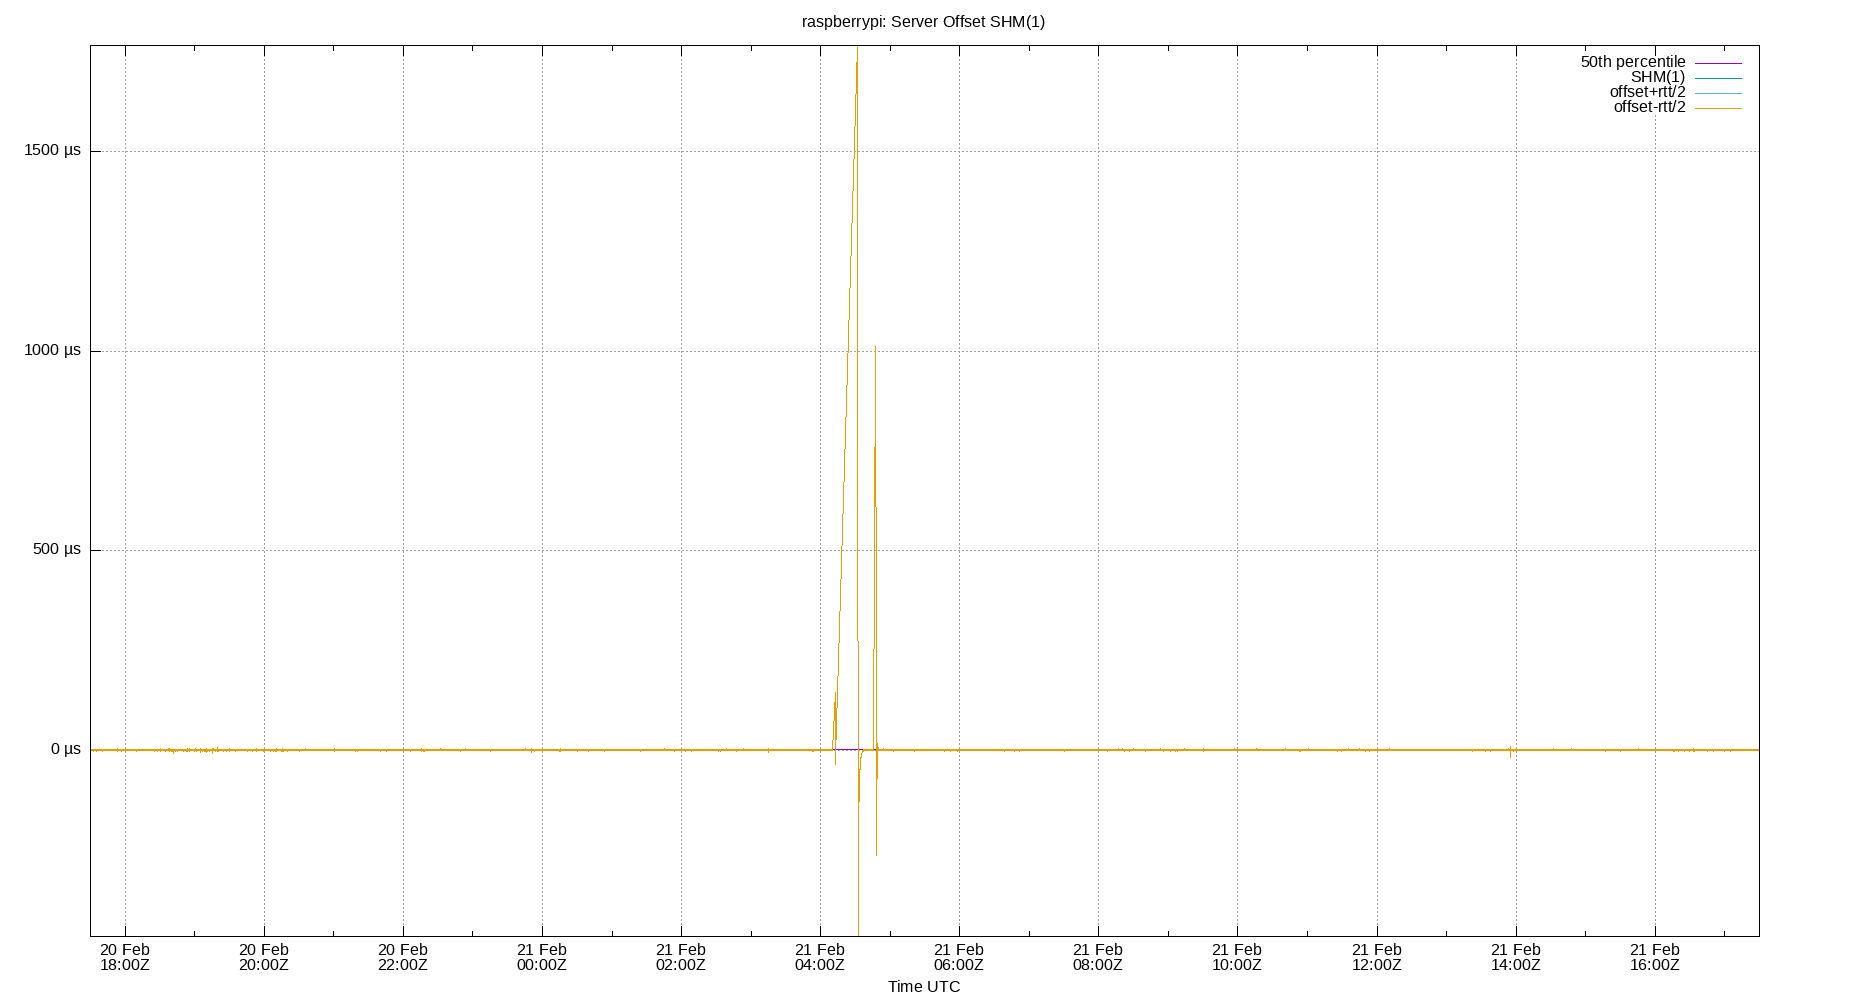 raspberrypi: Server Offset SHM(1)
50th percentile
SHM(1)
offset+rtt/2
offset-rtt/2
1500 µs
1000 µs
500 µs
0 µs
20 Feb 20 Feb 20 Feb 21 Feb 21 Feb 21 Feb 21 Feb 21 Feb 21 Feb 21 Feb 21 Feb 21 Feb
18:00Z 20:00Z 22:00Z 00:00Z 02:00Z 04:00Z 06:00Z 08:00Z 10:00Z 12:00Z 14:00Z 16:00Z
Time UTC